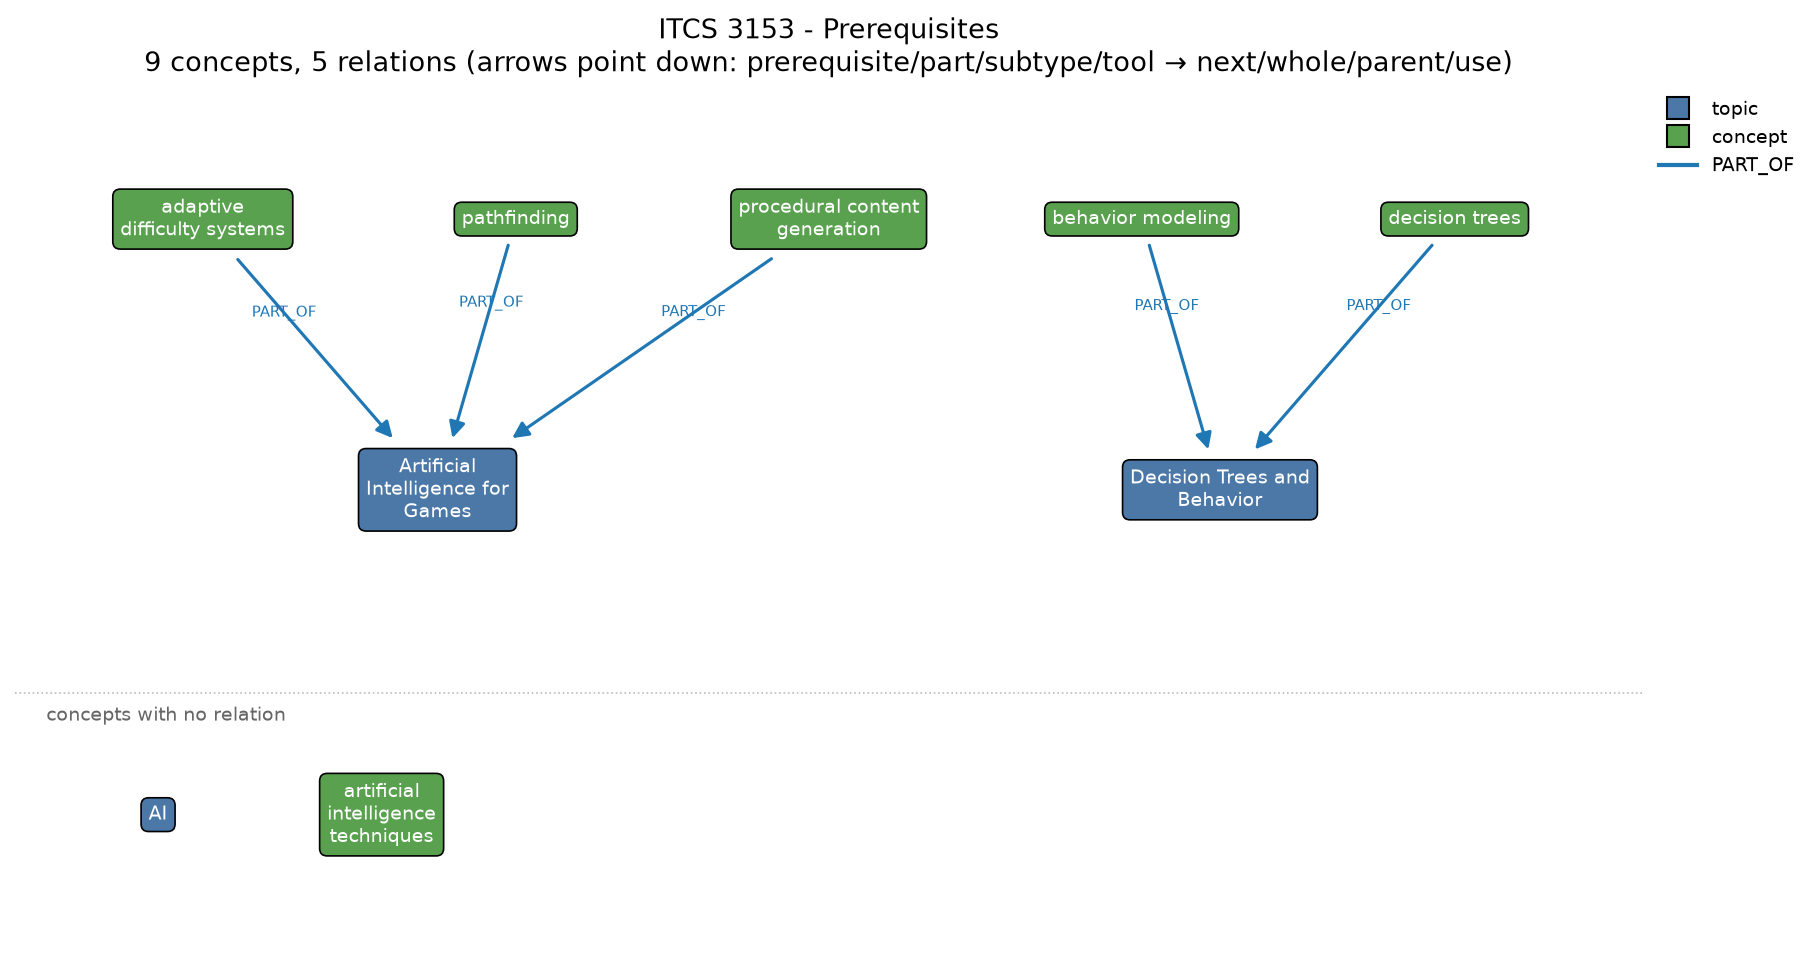 ITCS 3153 - Prerequisites
9 concepts, 5 relations (arrows point down: prerequisite/part/subtype/tool → next/whole/parent/use)
topic
concept
PART_OF
adaptive
difficulty systems
pathfinding
procedural content
generation
behavior modeling
decision trees
PART_OF
PART_OF
PART_OF
PART_OF
PART_OF
Artificial
Intelligence for
Games
Decision Trees and
Behavior
concepts with no relation
AI
artificial
intelligence
techniques